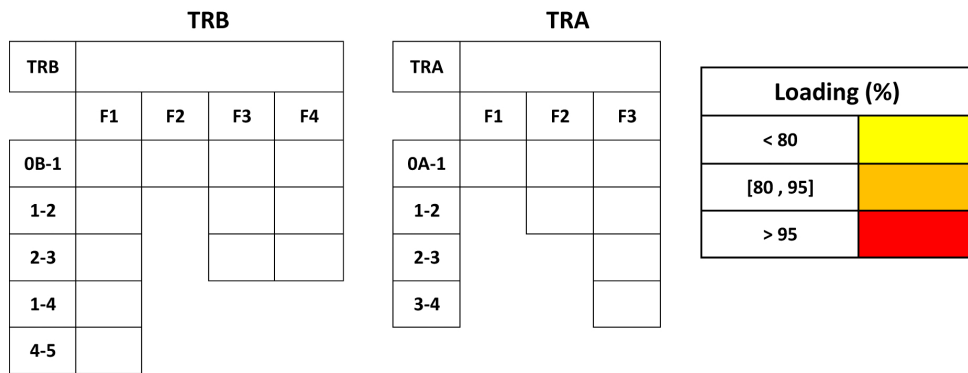 TRB
TRB
F1 F2 F3 F4
0B-1
1-2
2-3
1-4
4-5
TRA
TRA
F1 F2 F3
0A-1
1-2
2-3
3-4
Loading (%)
< 80
[80 , 95]
> 95